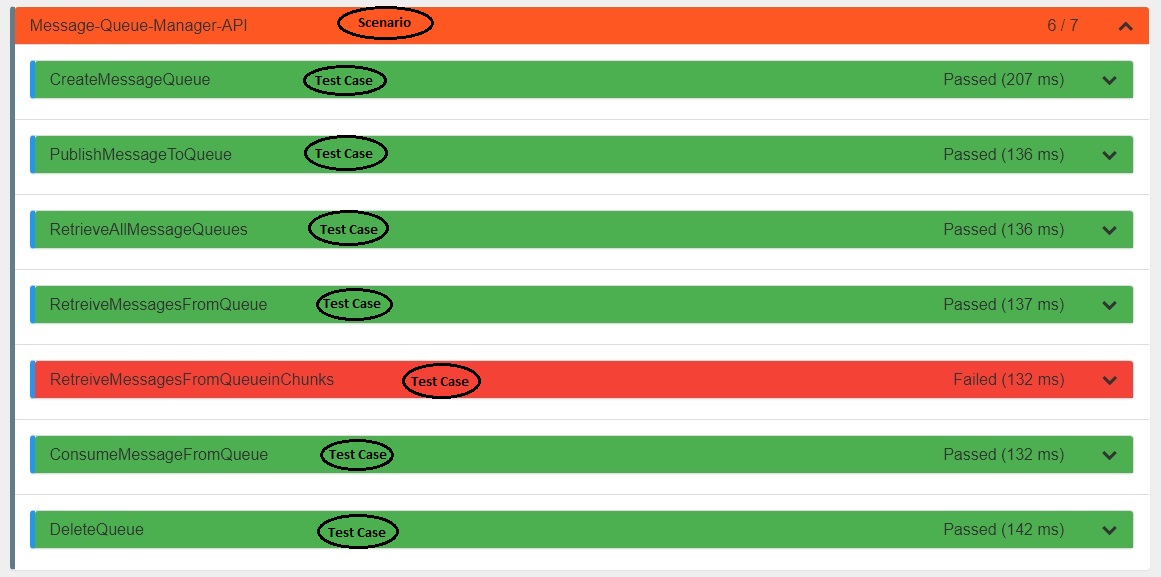 Message-Queue-Manager-API Scenario 6 / 7
CreateMessageQueue Test Case Passed (207 ms)
PublishMessageToQueue Test Case Passed (136 ms)
RetrieveAllMessageQueues Test Case Passed (136 ms)
RetreiveMessagesFromQueue Test Case Passed (137 ms)
RetreiveMessagesFromQueueinChunks Test Case Failed (132 ms)
ConsumeMessageFromQueue Test Case Passed (132 ms)
DeleteQueue Test Case Passed (142 ms)